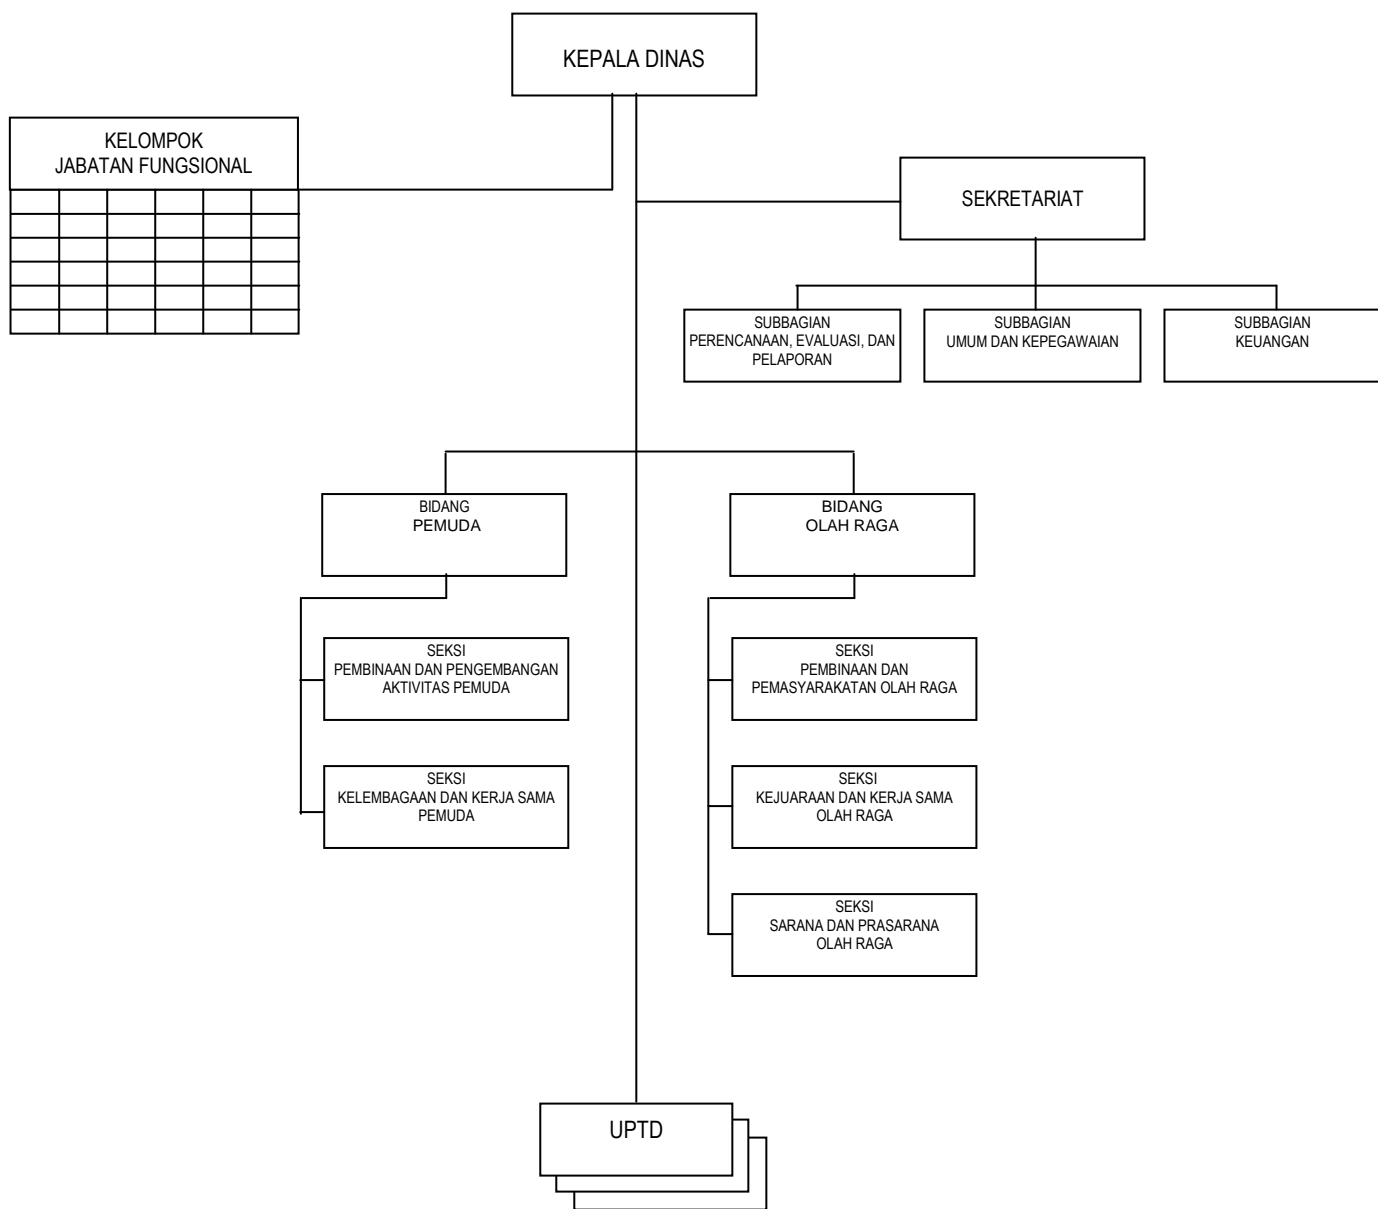 KEPALA DINAS
KELOMPOK
JABATAN FUNGSIONAL
SEKRETARIAT
SUBBAGIAN
PERENCANAAN, EVALUASI, DAN
PELAPORAN
SUBBAGIAN
UMUM DAN KEPEGAWAIAN
SUBBAGIAN
KEUANGAN
BIDANG
PEMUDA
BIDANG
OLAH RAGA
SEKSI
PEMBINAAN DAN PENGEMBANGAN
AKTIVITAS PEMUDA
SEKSI
PEMBINAAN DAN
PEMASYARAKATAN OLAH RAGA
SEKSI
KELEMBAGAAN DAN KERJA SAMA
PEMUDA
SEKSI
KEJUARAAN DAN KERJA SAMA
OLAH RAGA
SEKSI
SARANA DAN PRASARANA
OLAH RAGA
UPTD